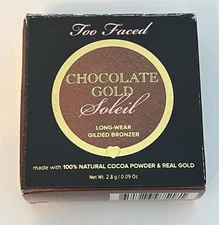 Too Faced
CHOCOLATE
GOLD
Soleil
LONG-WEAR
GILDED BRONZER
made with 100% NATURAL COCOA POWDER & REAL GOLD
Net Wt. 2.8 g / 0.09 Oz